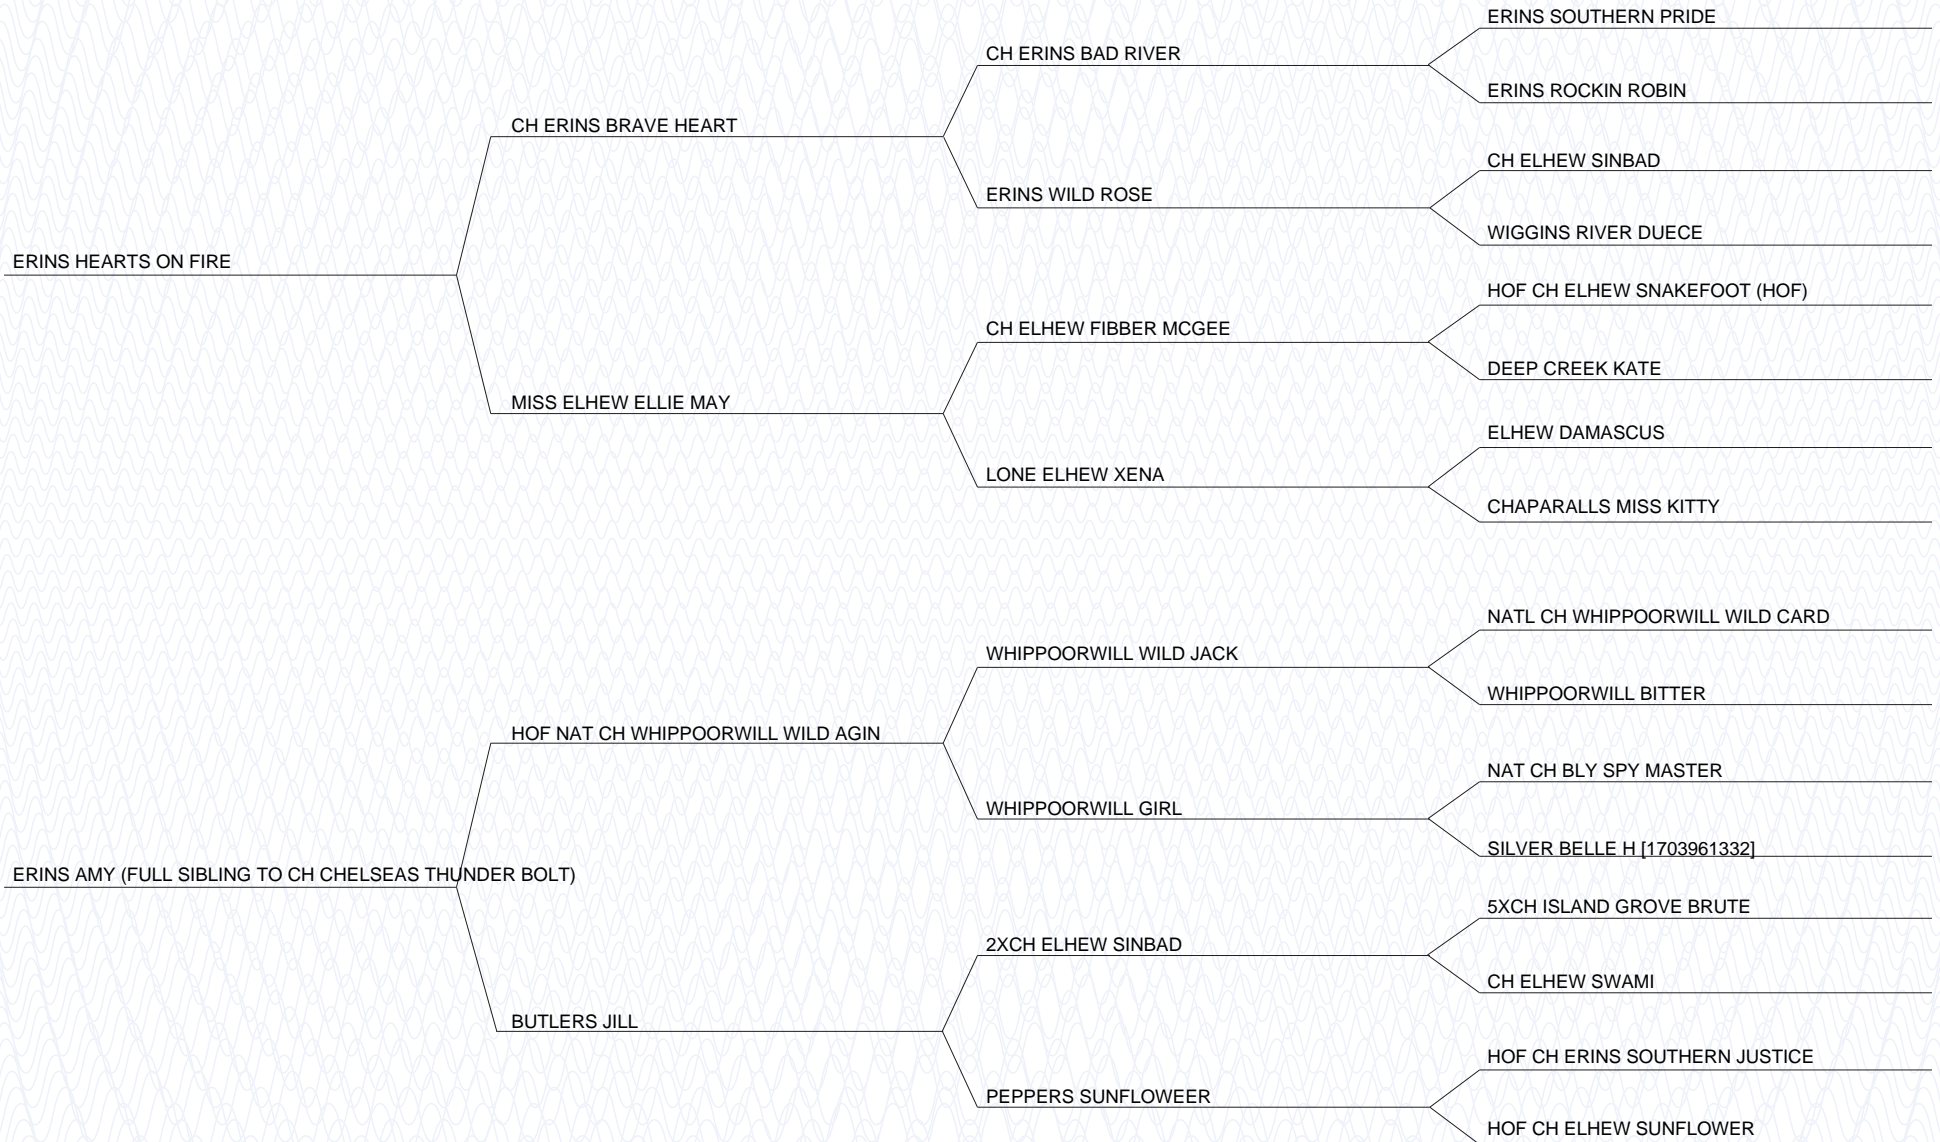 ERINS SOUTHERN PRIDE
CH ERINS BAD RIVER
ERINS ROCKIN ROBIN
CH ERINS BRAVE HEART
CH ELHEW SINBAD
ERINS WILD ROSE
WIGGINS RIVER DUECE
ERINS HEARTS ON FIRE
HOF CH ELHEW SNAKEFOOT (HOF)
CH ELHEW FIBBER MCGEE
DEEP CREEK KATE
MISS ELHEW ELLIE MAY
ELHEW DAMASCUS
LONE ELHEW XENA
CHAPARALLS MISS KITTY
NATL CH WHIPPOORWILL WILD CARD
WHIPPOORWILL WILD JACK
WHIPPOORWILL BITTER
HOF NAT CH WHIPPOORWILL WILD AGIN
NAT CH BLY SPY MASTER
WHIPPOORWILL GIRL
SILVER BELLE H [1703961332]
ERINS AMY (FULL SIBLING TO CH CHELSEAS THUNDER BOLT)
5XCH ISLAND GROVE BRUTE
2XCH ELHEW SINBAD
CH ELHEW SWAMI
BUTLERS JILL
HOF CH ERINS SOUTHERN JUSTICE
PEPPERS SUNFLOWEER
HOF CH ELHEW SUNFLOWER